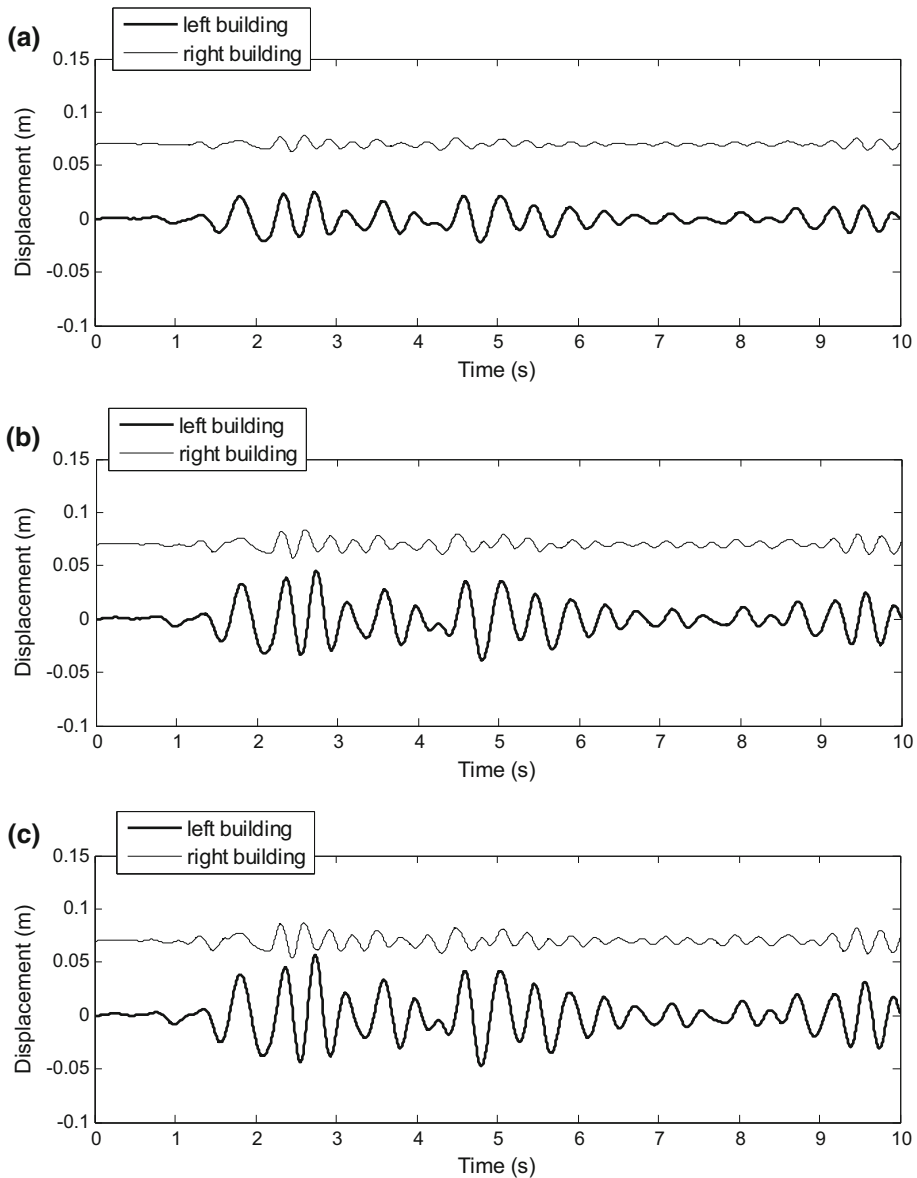 (a)
left building
right building
0.15
0.1
0.05
0
-0.05
-0.1
Displacement (m)
0 1 2 3 4 5 6 7 8 9 10
Time (s)
(b)
left building
right building
0.15
0.1
0.05
0
-0.05
-0.1
Displacement (m)
0 1 2 3 4 5 6 7 8 9 10
Time (s)
(c)
left building
right building
0.15
0.1
0.05
0
-0.05
-0.1
Displacement (m)
0 1 2 3 4 5 6 7 8 9 10
Time (s)